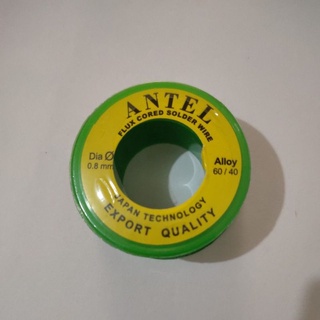 ANTEL
FLUX CORED SOLDER WIRE
Dia Ø
0.8 mm
Alloy
60 / 40
JAPAN TECHNOLOGY
EXPORT QUALITY